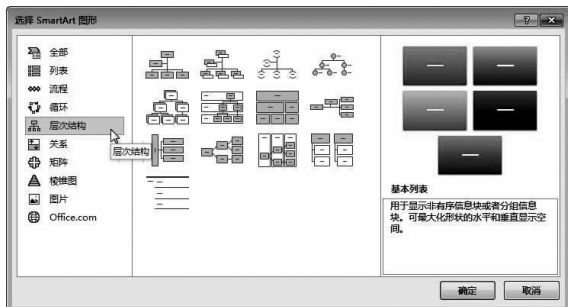 选择 SmartArt 图形
全部
列表
流程
循环
层次结构
关系
层次结构
矩阵
棱锥图
图片
Office.com
基本列表
用于显示非有序信息块或者分组信息
块。可最大化形状的水平和垂直显示空
间。
确定
取消